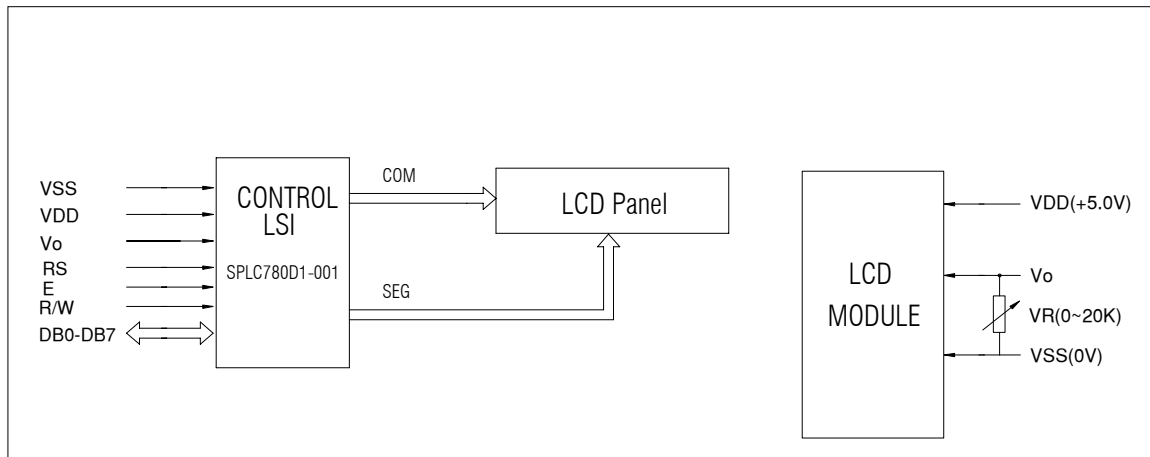 VSS
VDD
Vo
RS
E
R/W
DB0-DB7
CONTROL
LSI
SPLC780D1-001
COM
SEG
LCD Panel
LCD
MODULE
VDD(+5.0V)
Vo
VR(0~20K)
VSS(0V)